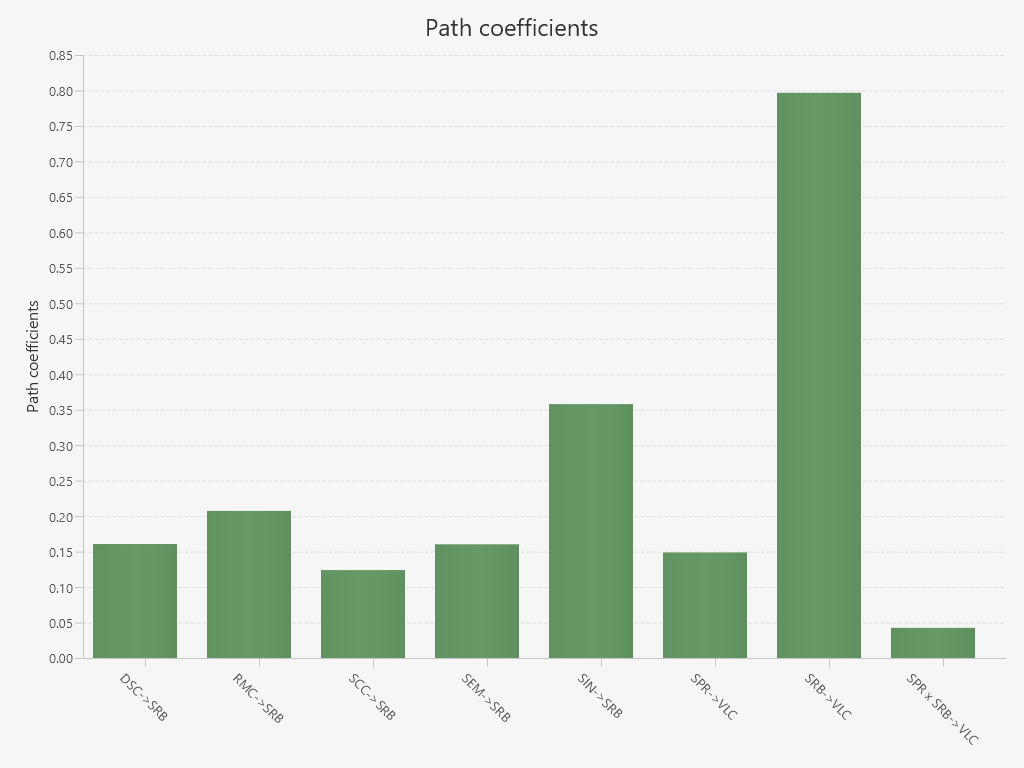 Path coefficients
Path coefficients
0.85
0.80
0.75
0.70
0.65
0.60
0.55
0.50
0.45
0.40
0.35
0.30
0.25
0.20
0.15
0.10
0.05
0.00
DSC->SRB
RMC->SRB
SCC->SRB
SEM->SRB
SIN->SRB
SPR->VLC
SRB->VLC
SPR x SRB->VLC